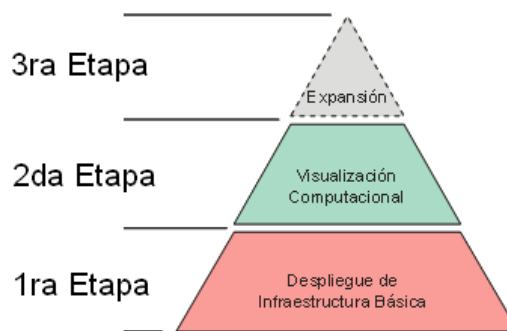 3ra Etapa
Expansión
2da Etapa
Visualización
Computacional
1ra Etapa
Despliegue de
Infraestructura Básica